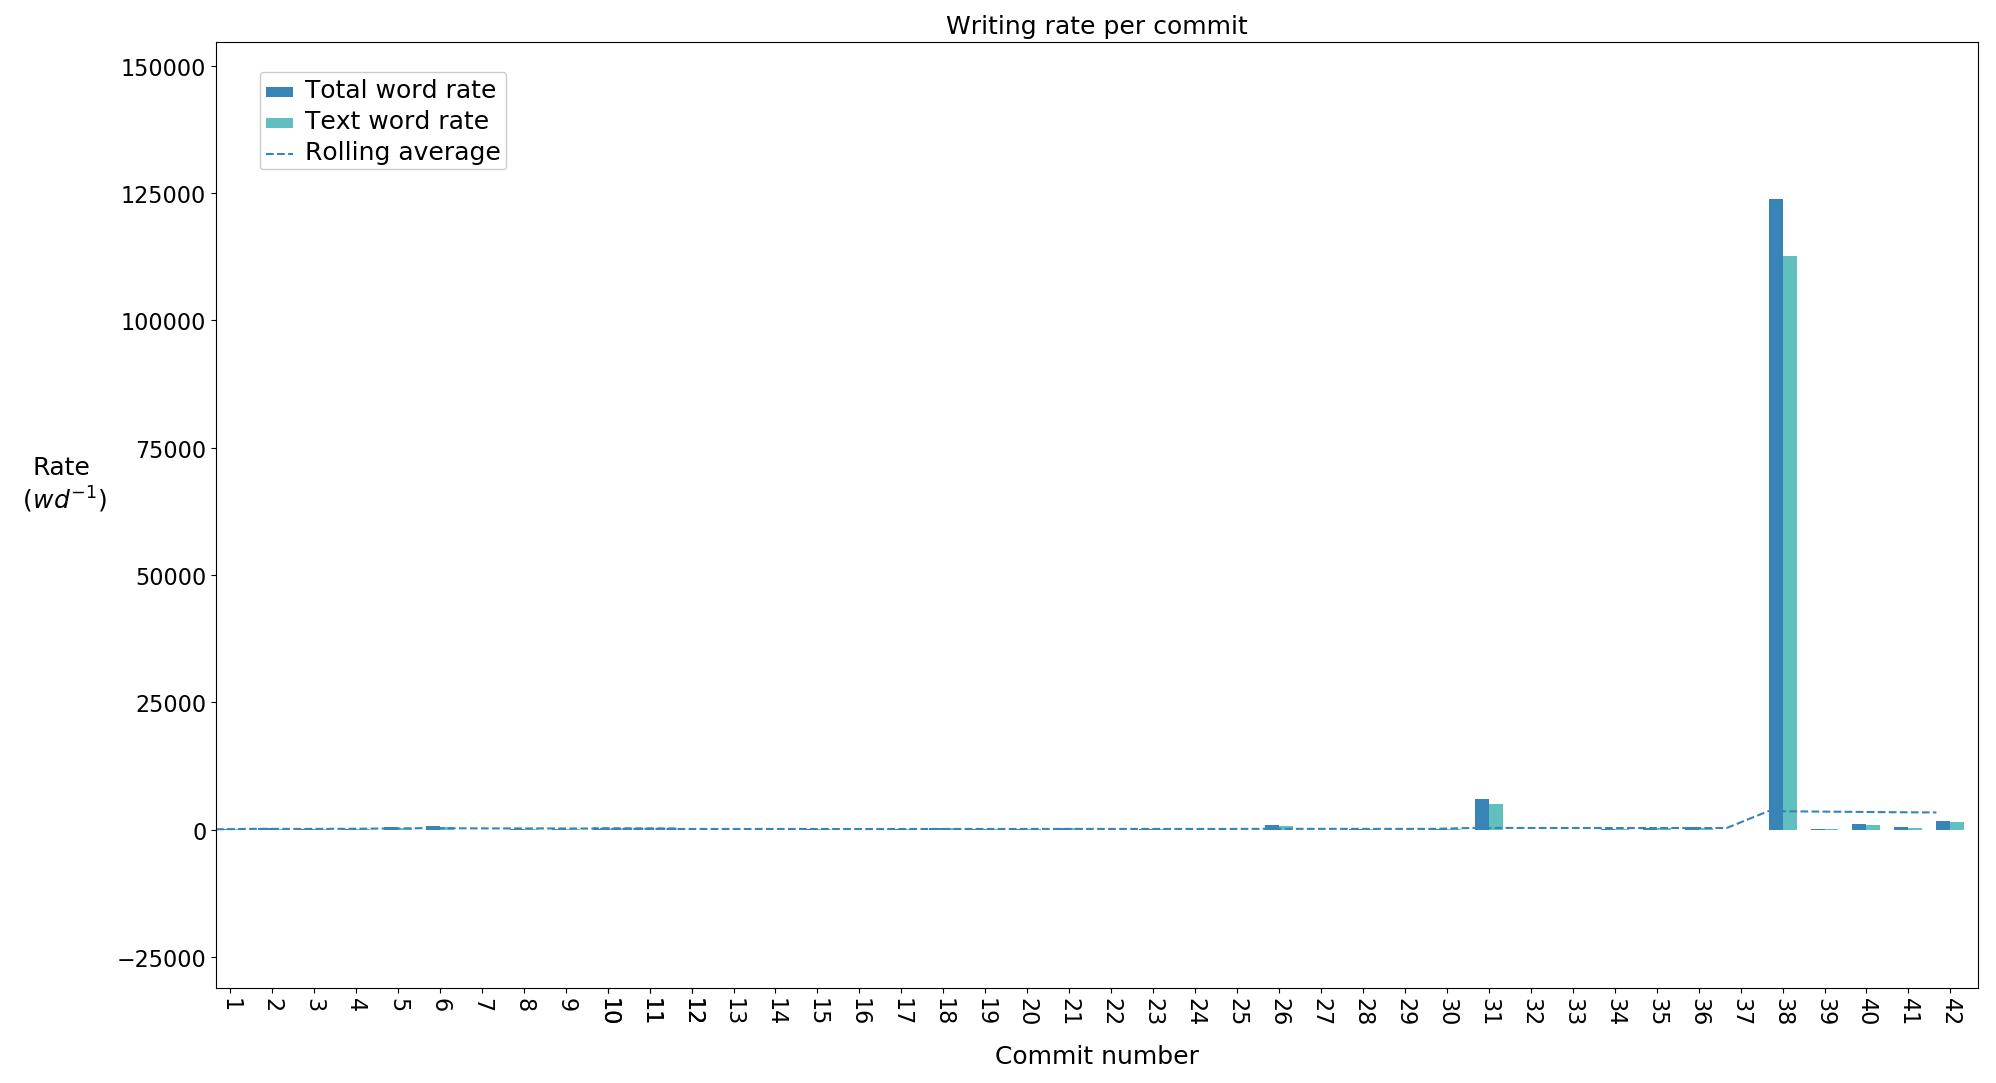 Writing rate per commit
150000
125000
100000
75000
50000
25000
0
−25000
Total word rate
Text word rate
Rolling average
Rate
(wd⁻¹)
1 2 3 4 5 6 7 8 9 10 11 12 13 14 15 16 17 18 19 20 21 22 23 24 25 26 27 28 29 30 31 32 33 34 35 36 37 38 39 40 41 42
Commit number